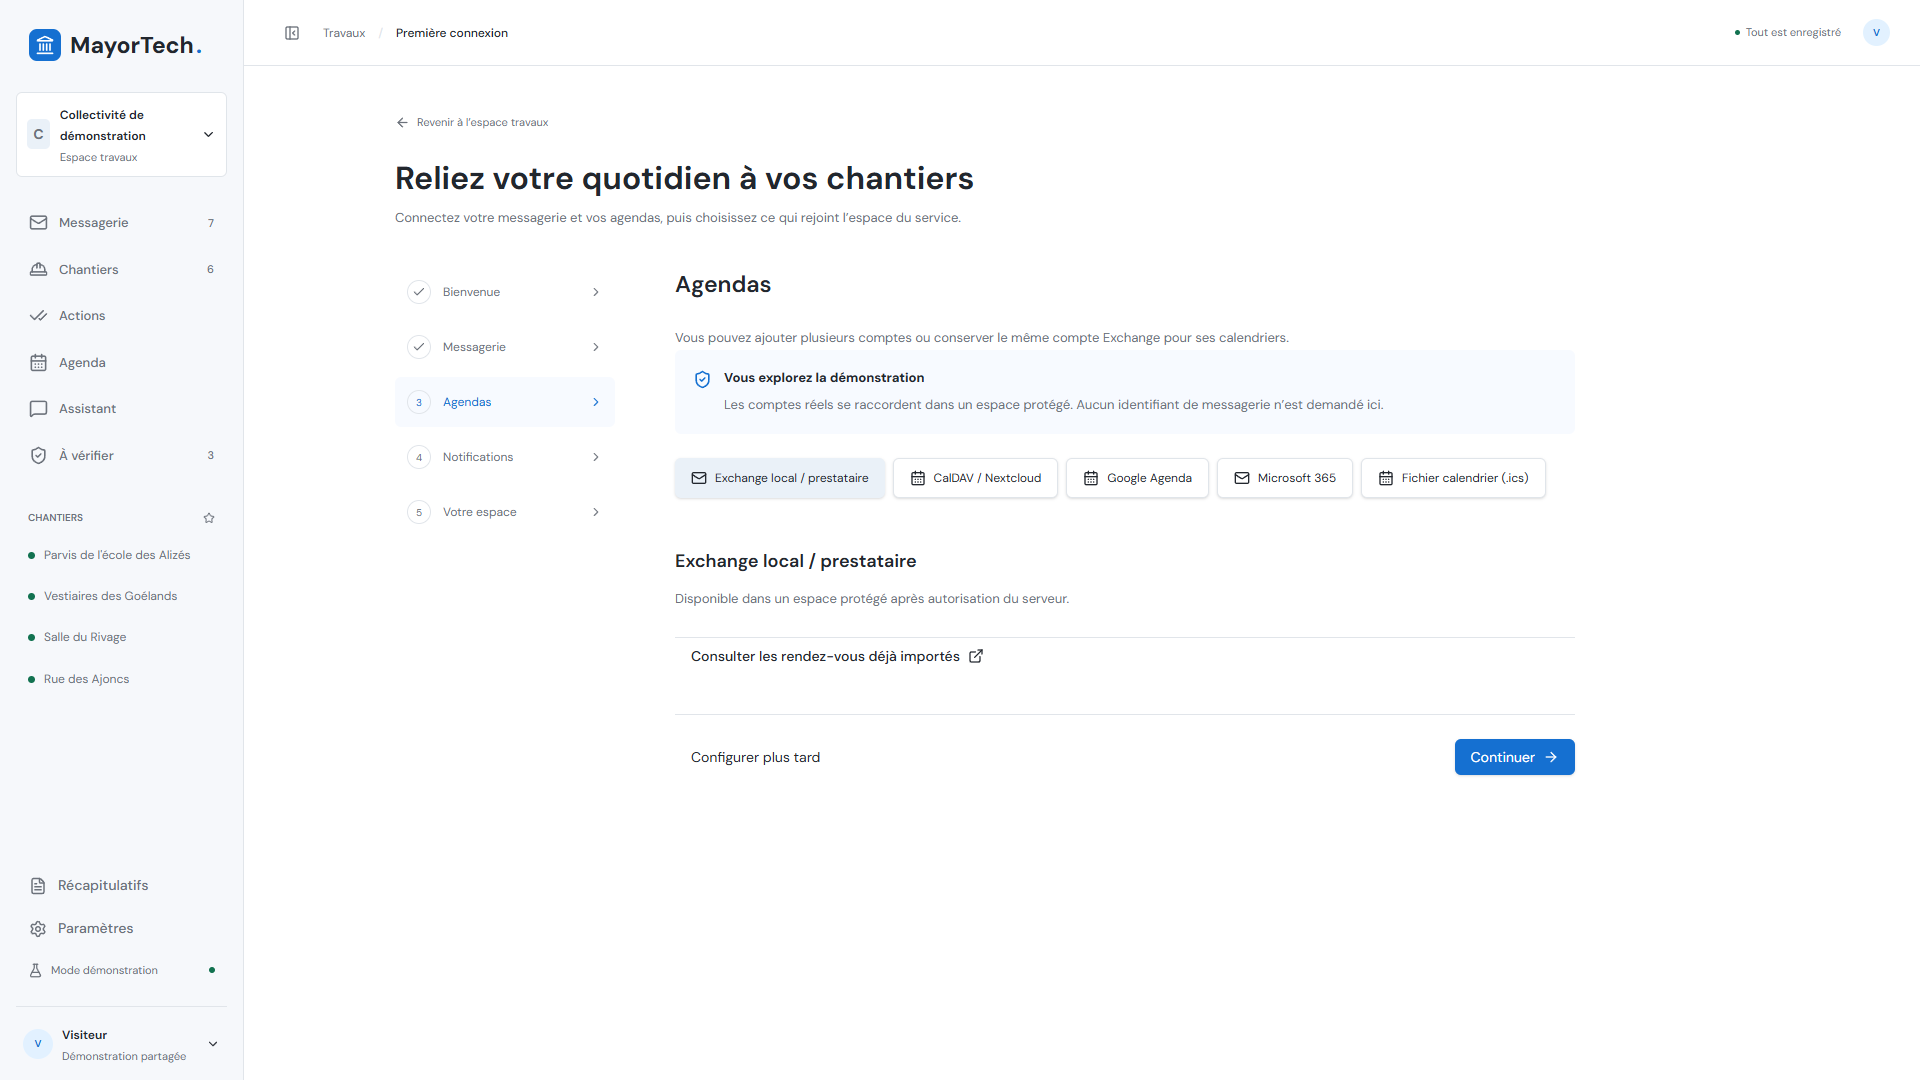 MayorTech.
Collectivité de
démonstration
Espace travaux
C
Messagerie 7
Chantiers 6
Actions
Agenda
Assistant
À vérifier 3
CHANTIERS
Parvis de l'école des Alizés
Vestiaires des Goélands
Salle du Rivage
Rue des Ajoncs
Récapitulatifs
Paramètres
Mode démonstration
V
Visiteur
Démonstration partagée
Travaux / Première connexion
Tout est enregistré
V
Revenir à l’espace travaux
Reliez votre quotidien à vos chantiers
Connectez votre messagerie et vos agendas, puis choisissez ce qui rejoint l’espace du service.
Bienvenue
Messagerie
3 Agendas
4 Notifications
5 Votre espace
Agendas
Vous pouvez ajouter plusieurs comptes ou conserver le même compte Exchange pour ses calendriers.
Vous explorez la démonstration
Les comptes réels se raccordent dans un espace protégé. Aucun identifiant de messagerie n’est demandé ici.
Exchange local / prestataire
CalDAV / Nextcloud
Google Agenda
Microsoft 365
Fichier calendrier (.ics)
Exchange local / prestataire
Disponible dans un espace protégé après autorisation du serveur.
Consulter les rendez-vous déjà importés
Configurer plus tard
Continuer